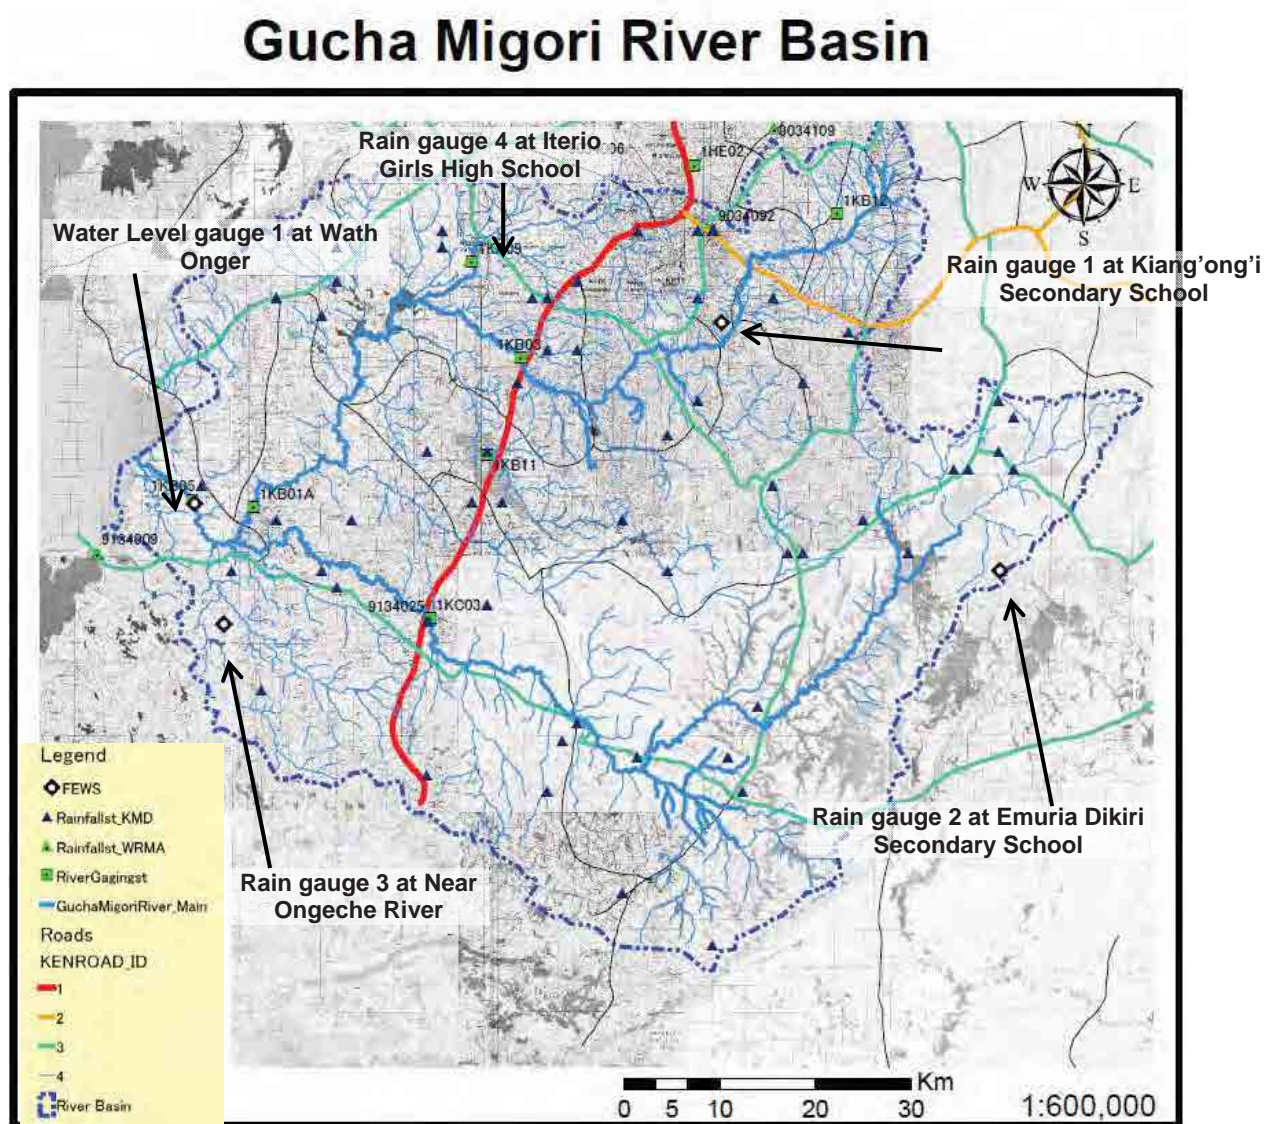 Gucha Migori River Basin
Rain gauge 4 at Iterio
Girls High School
9034109
1HE02
N
W
E
S
1KB12
9034092
Water Level gauge 1 at Wath
Onger
Rain gauge 1 at Kiang'ong'i
Secondary School
1KB03
1KB11
1KB05
1KB01A
9134009
9134025
1KC03
Legend
FEWS
Rainfallst_KMD
Rainfallst_WRMA
RiverGagingst
GuchaMigoriRiver_Main
Roads
KENROAD_ID
1
2
3
4
River Basin
Rain gauge 3 at Near
Ongeche River
Rain gauge 2 at Emuria Dikiri
Secondary School
Km
0 5 10 20 30
1:600,000